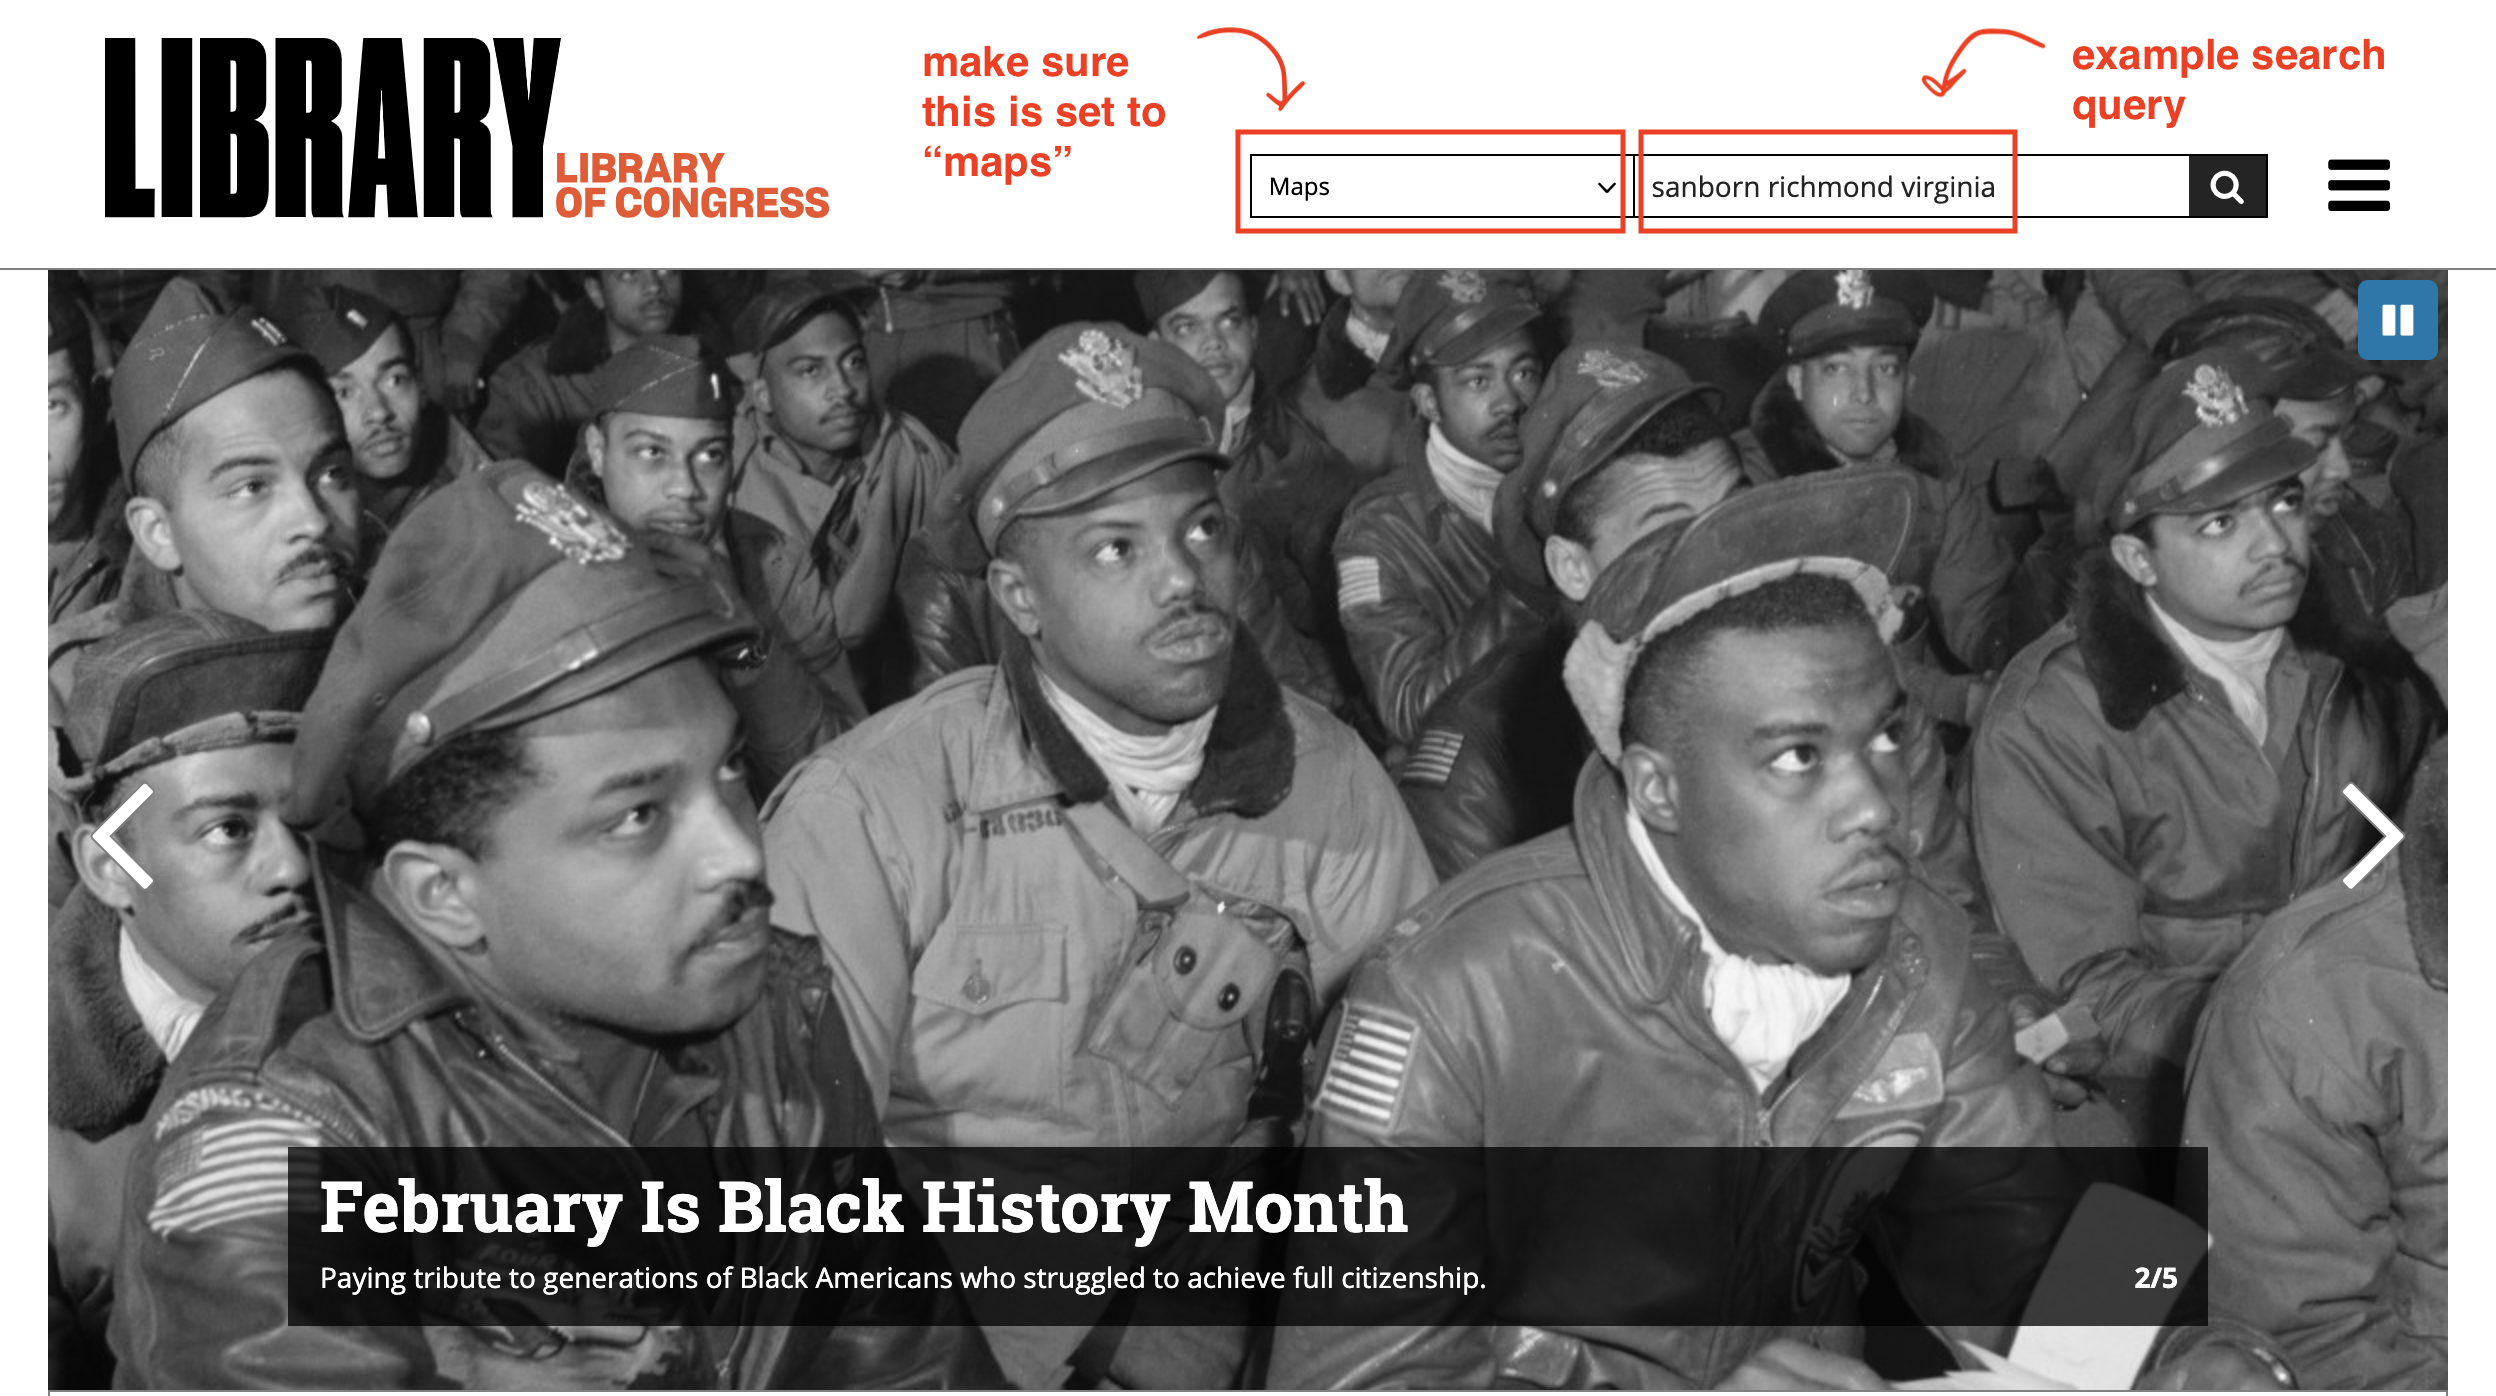 LIBRARY
LIBRARY
OF CONGRESS
make sure
this is set to
“maps”
example search
query
Maps
sanborn richmond virginia
February Is Black History Month
Paying tribute to generations of Black Americans who struggled to achieve full citizenship.
2/5